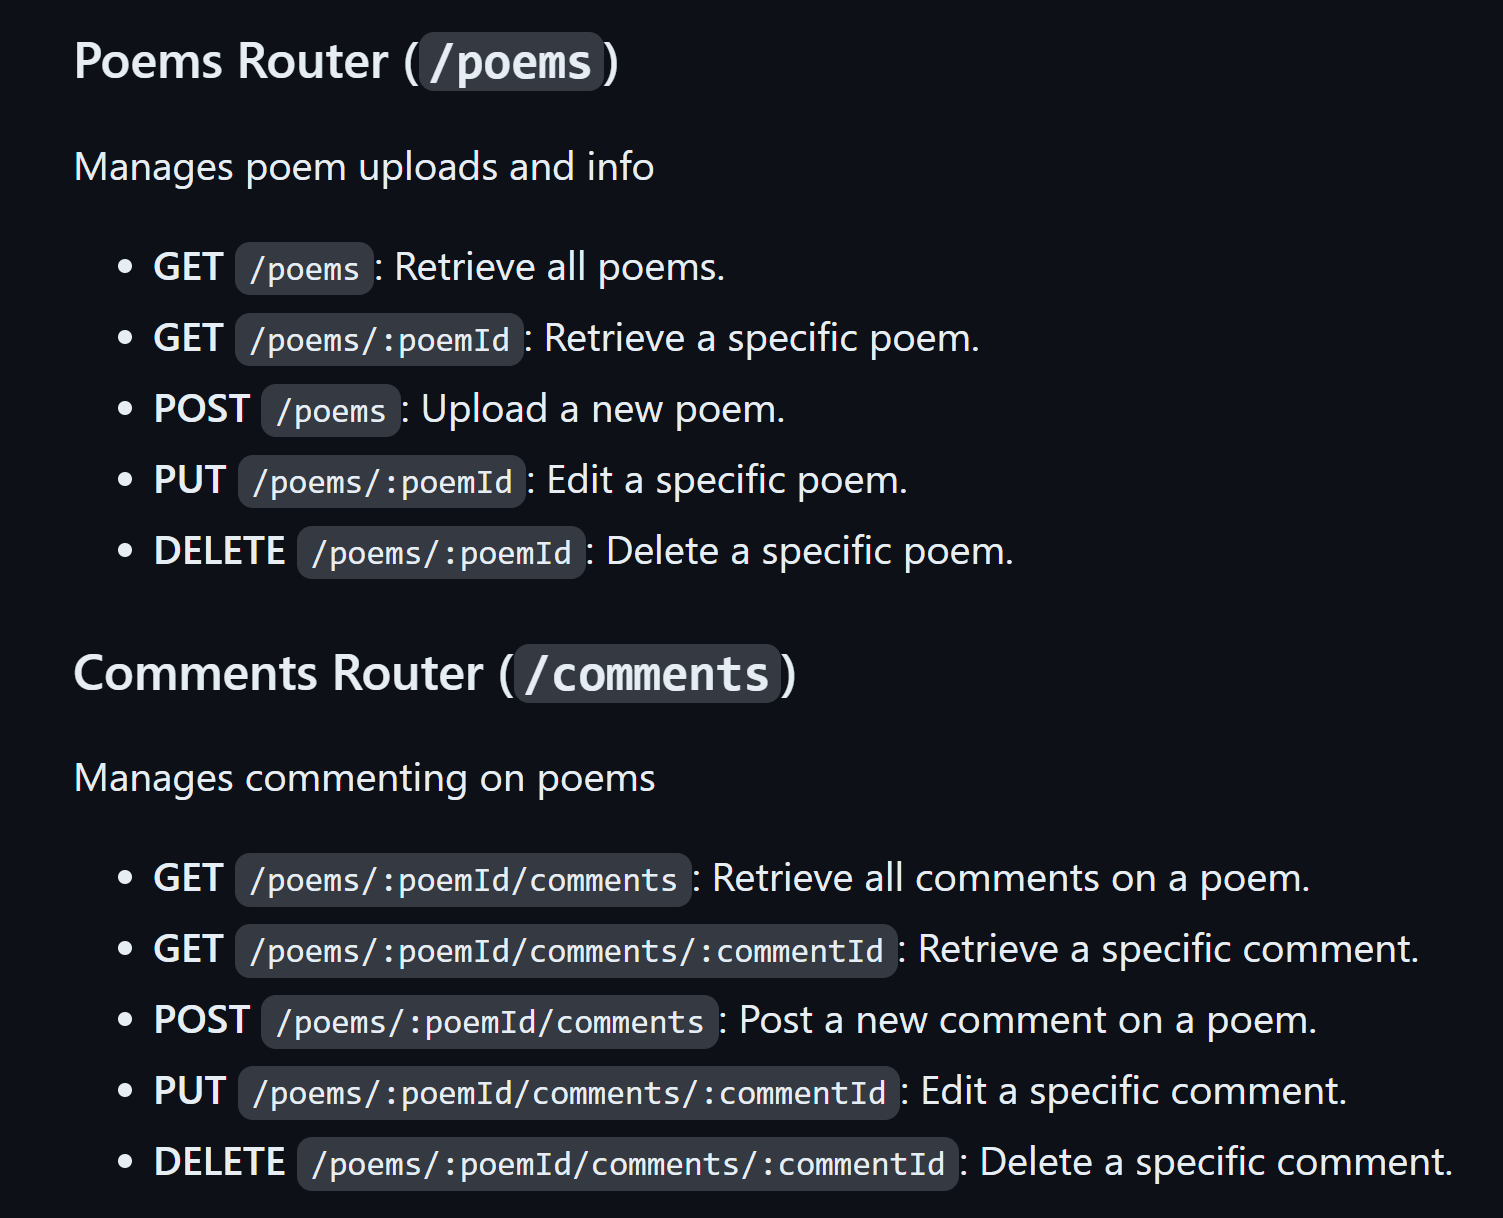 Poems Router (/poems)
Manages poem uploads and info
• GET /poems: Retrieve all poems.
• GET /poems/:poemId: Retrieve a specific poem.
• POST /poems: Upload a new poem.
• PUT /poems/:poemId: Edit a specific poem.
• DELETE /poems/:poemId: Delete a specific poem.
Comments Router (/comments)
Manages commenting on poems
• GET /poems/:poemId/comments: Retrieve all comments on a poem.
• GET /poems/:poemId/comments/:commentId: Retrieve a specific comment.
• POST /poems/:poemId/comments: Post a new comment on a poem.
• PUT /poems/:poemId/comments/:commentId: Edit a specific comment.
• DELETE /poems/:poemId/comments/:commentId: Delete a specific comment.